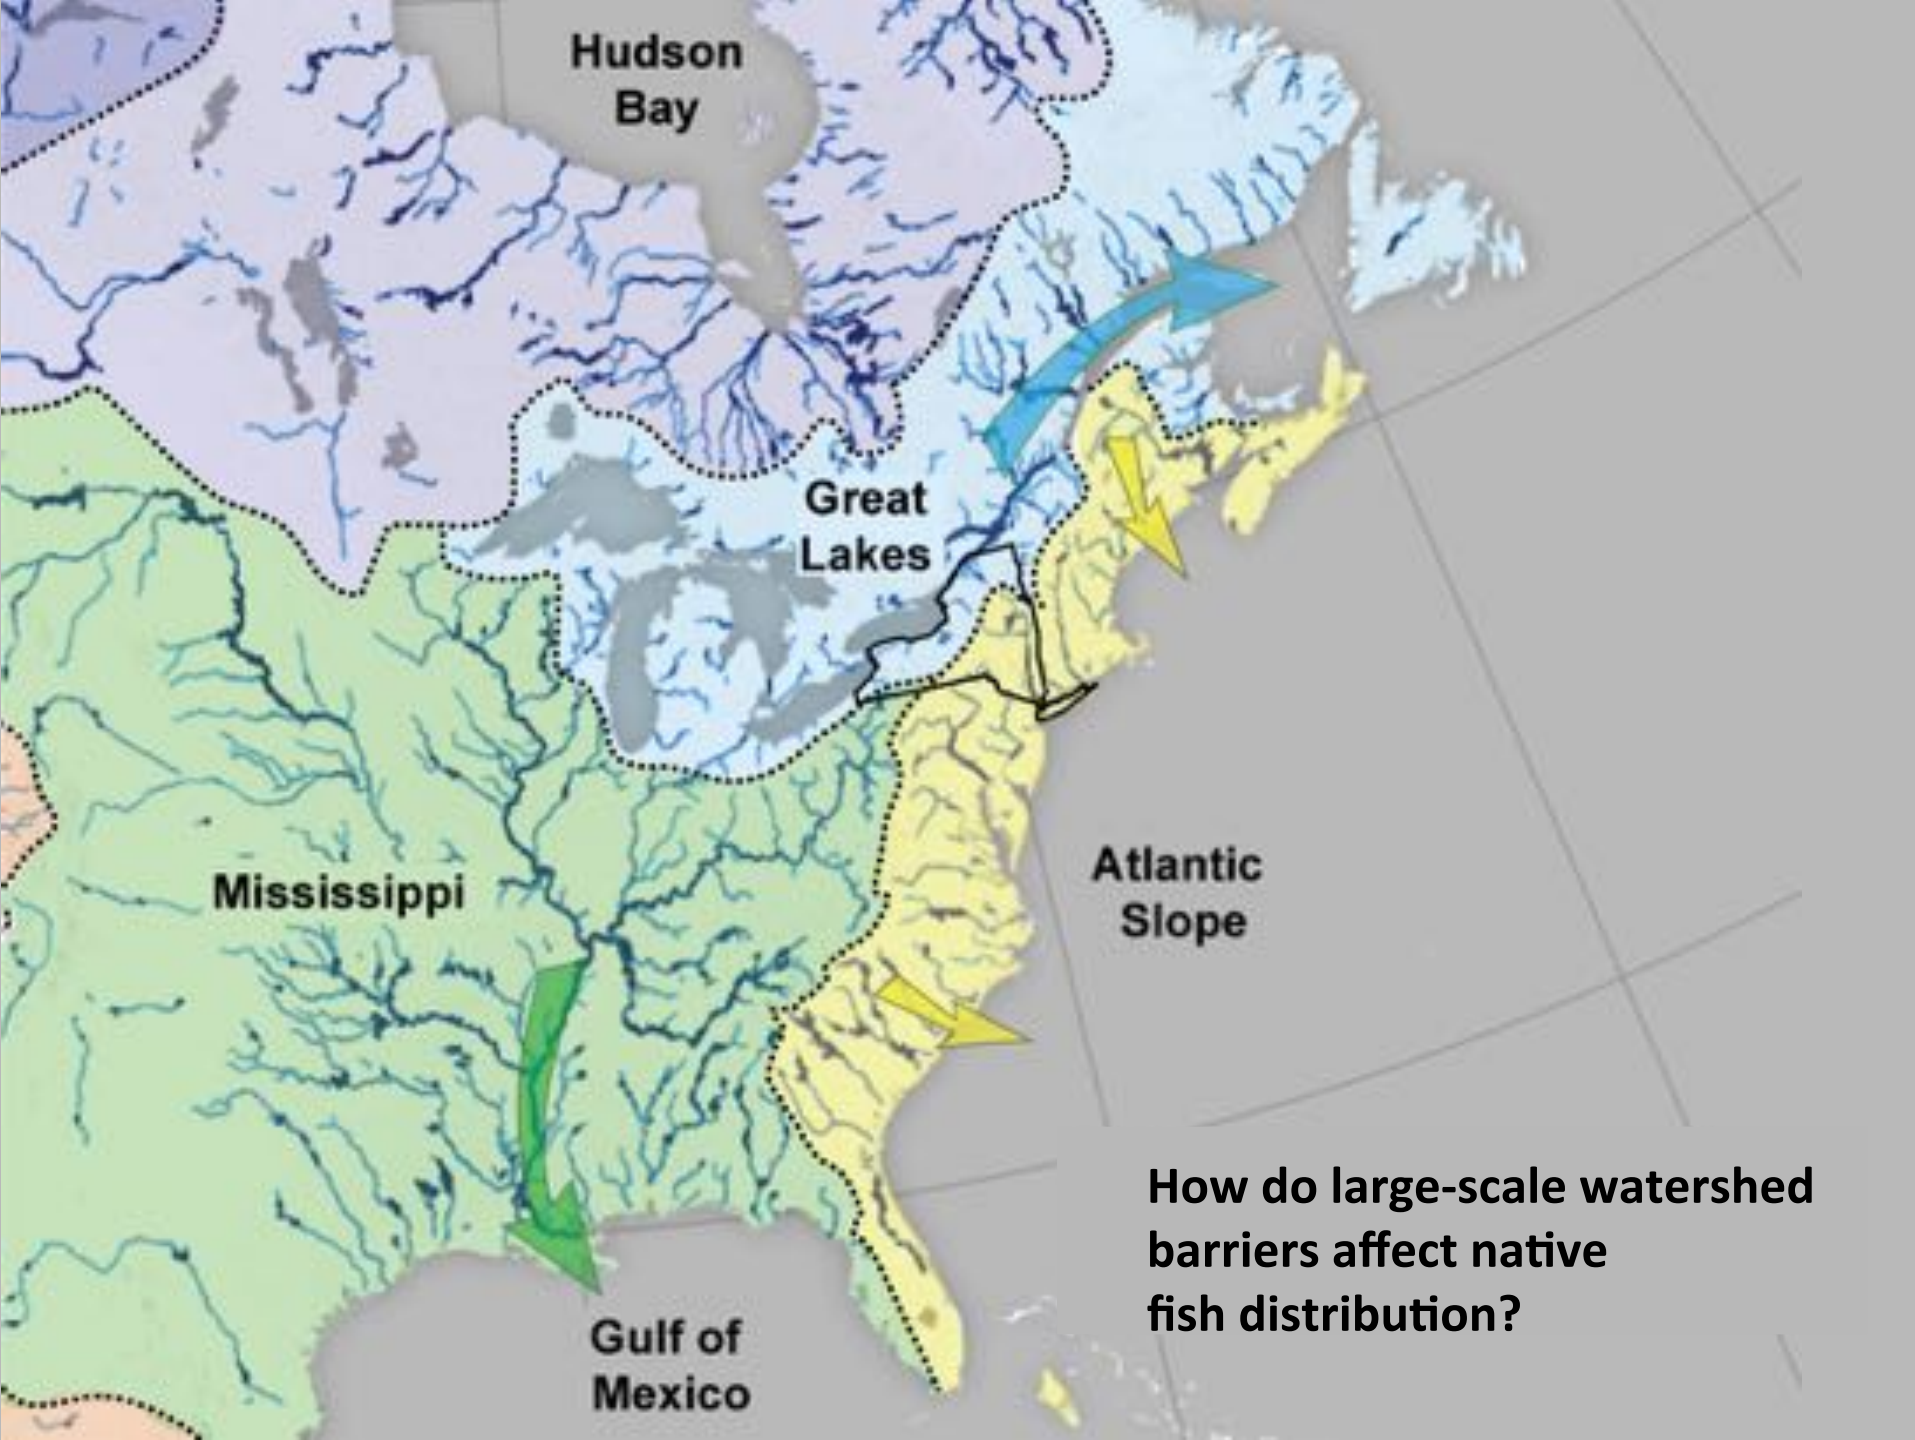 Hudson
Bay
Great
Lakes
Mississippi
Atlantic
Slope
How do large-scale watershed
barriers affect native
fish distribution?
Gulf of
Mexico